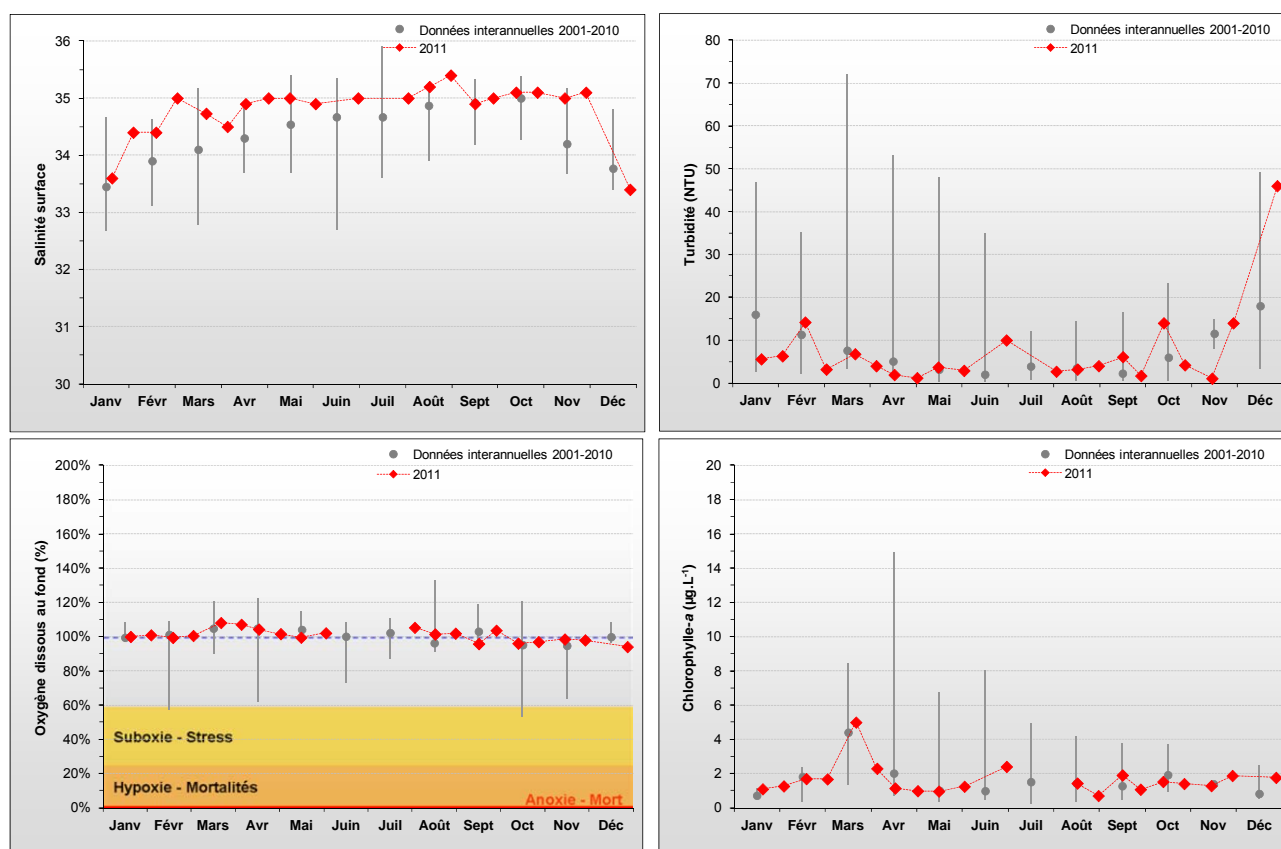 Données interannuelles 2001-2010
2011
Salinité surface
36
35
34
33
32
31
30
Janv Févr Mars Avr Mai Juin Juil Août Sept Oct Nov Déc
Données interannuelles 2001-2010
2011
Turbidité (NTU)
80
70
60
50
40
30
20
10
0
Janv Févr Mars Avr Mai Juin Juil Août Sept Oct Nov Déc
Données interannuelles 2001-2010
2011
Oxygène dissous au fond (%)
200%
180%
160%
140%
120%
100%
80%
60%
40%
20%
0%
Suboxie - Stress
Hypoxie - Mortalités
Anoxie - Mort
Janv Févr Mars Avr Mai Juin Juil Août Sept Oct Nov Déc
Données interannuelles 2001-2010
2011
Chlorophylle-a (µg.L⁻¹)
20
18
16
14
12
10
8
6
4
2
0
Janv Févr Mars Avr Mai Juin Juil Août Sept Oct Nov Déc